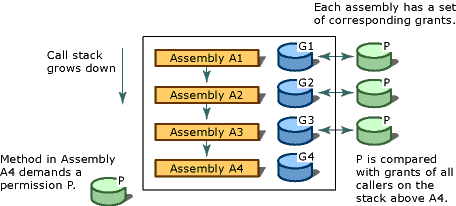 Each assembly has a set
of corresponding grants.
Call stack
grows down
Assembly A1
G1
P
Assembly A2
G2
P
Assembly A3
G3
P
Assembly A4
G4
Method in Assembly
A4 demands a
permission P.
P
P is compared
with grants of all
callers on the
stack above A4.